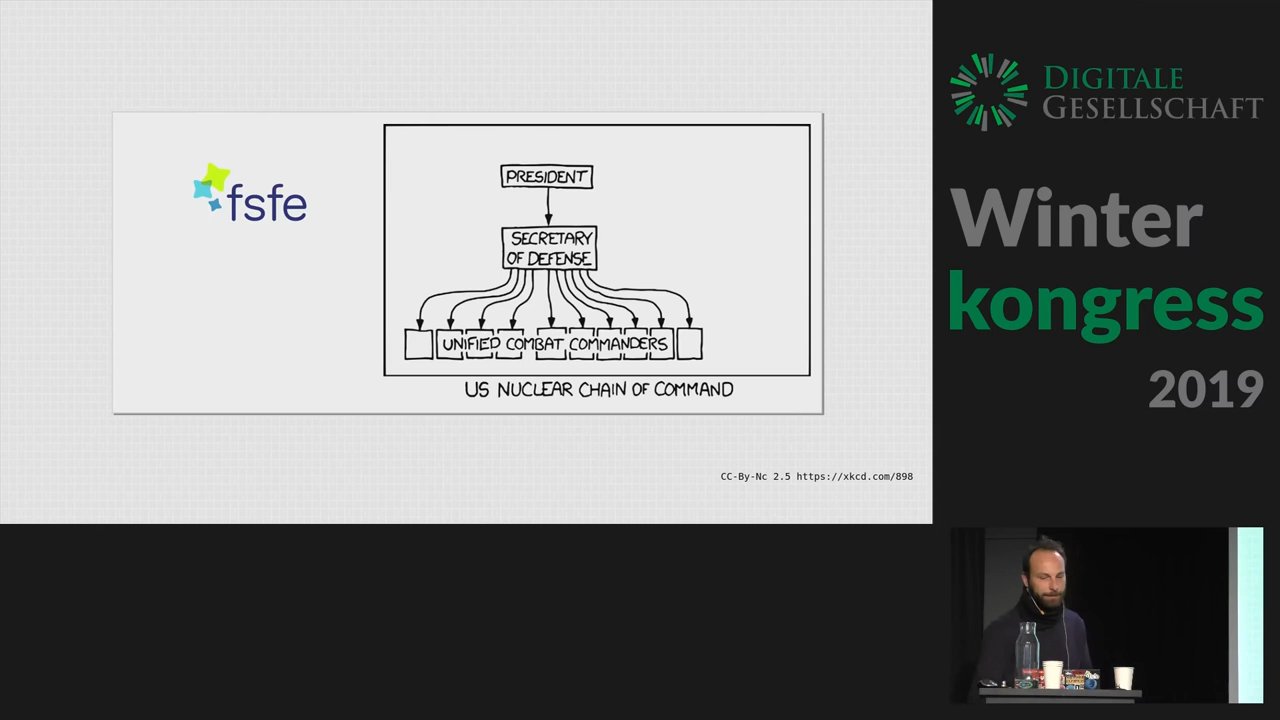 fsfe
PRESIDENT
SECRETARY
OF DEFENSE
UNIFIED COMBAT COMMANDERS
US NUCLEAR CHAIN OF COMMAND
CC-By-Nc 2.5 https://xkcd.com/898
DIGITALE
GESELLSCHAFT
Winter
kongress
2019